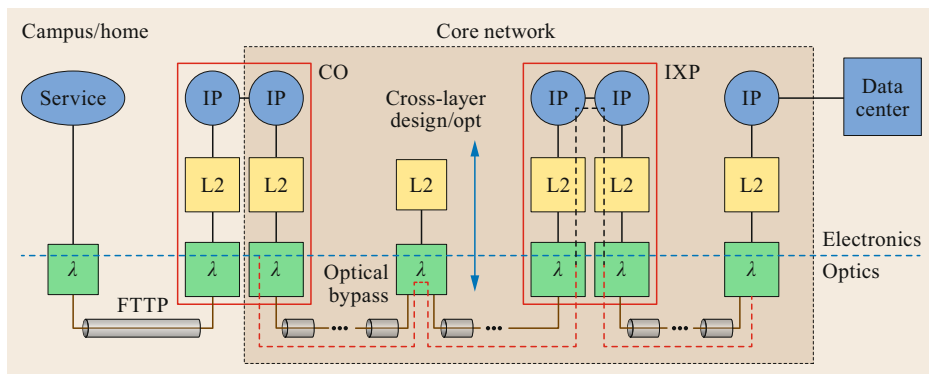 Campus/home
Core network
CO
IXP
Service
IP
IP
Cross-layer
design/opt
IP
IP
IP
Data
center
L2
L2
L2
L2
L2
L2
λ
λ
λ
Optical
bypass
λ
λ
λ
λ
Electronics
Optics
FTTP
•••
•••
•••